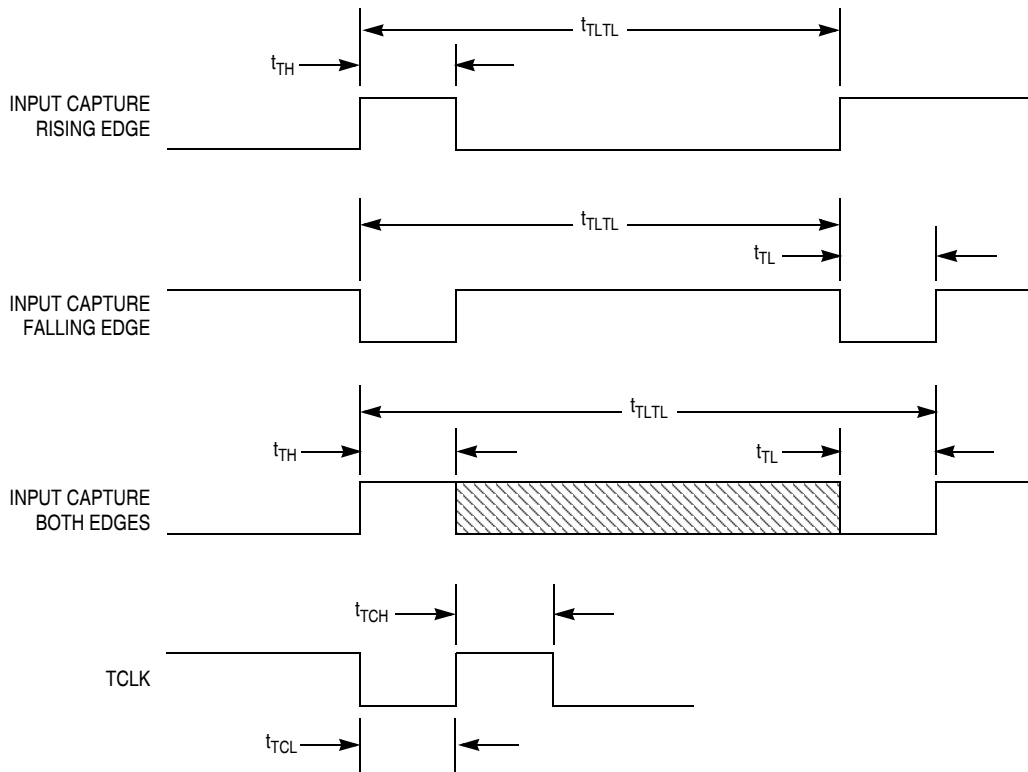 tTLTL
tTH
INPUT CAPTURE
RISING EDGE
tTLTL
tTL
INPUT CAPTURE
FALLING EDGE
tTLTL
tTH
tTL
INPUT CAPTURE
BOTH EDGES
tTCH
TCLK
tTCL